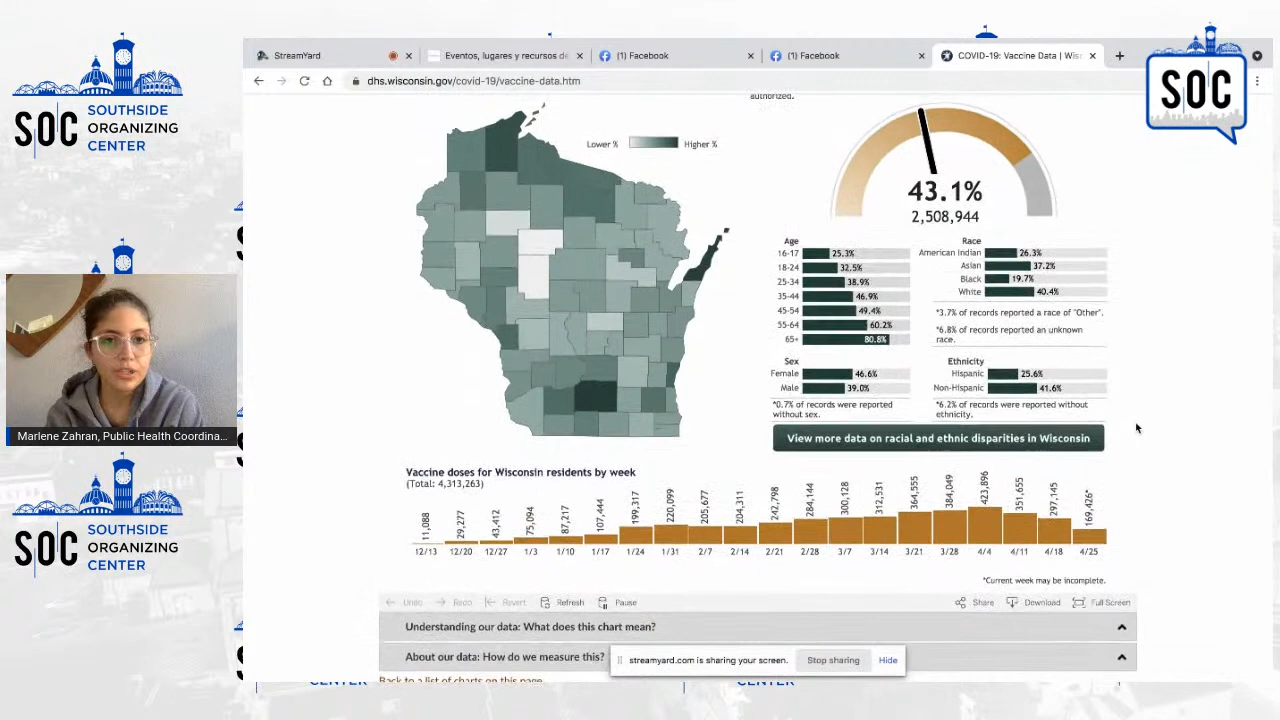 SOC SOUTHSIDE ORGANIZING CENTER
SOC
StreamYard
Eventos, lugares
(1) Facebook
(1) Facebook
COVID-19: Vaccine Data | Wis
dhs.wisconsin.gov/covid-19/vaccine-data.htm
authorized.
Lower %
Higher %
43.1%
2,508,944
Age
16-17 25.3%
18-24 32.5%
25-34 38.9%
35-44 46.9%
45-54 49.4%
55-64 60.2%
65+ 80.8%
Race
American Indian 26.3%
Asian 37.2%
Black 19.7%
White 40.4%
*3.7% of records reported a race of "Other".
*6.8% of records reported an unknown
race.
Sex
Female 46.6%
Male 39.0%
*0.7% of records were reported
without sex.
Ethnicity
Hispanic 25.6%
Non-Hispanic 41.6%
*6.2% of records were reported without
ethnicity.
View more data on racial and ethnic disparities in Wisconsin
Marlene Zahran, Public Health Coordina...
Vaccine doses for Wisconsin residents by week
(Total: 4,313,263)
11,088 29,277 43,412 75,094 87,217 107,444 199,317 220,099 205,677 204,311 242,798 284,144 300,128 312,531 364,555 384,049 423,896 351,655 297,145 169,426*
12/13 12/20 12/27 1/3 1/10 1/17 1/24 1/31 2/7 2/14 2/21 2/28 3/7 3/14 3/21 3/28 4/4 4/11 4/18 4/25
*Current week may be incomplete.
Undo Redo Revert Refresh Pause Share Download Full Screen
SOC SOUTHSIDE ORGANIZING CENTER
Understanding our data: What does this chart mean?
About our data: How do we measure this?
streamyard.com is sharing your screen. Stop sharing Hide
Back to a list of charts on this page
CENTER
CENTER